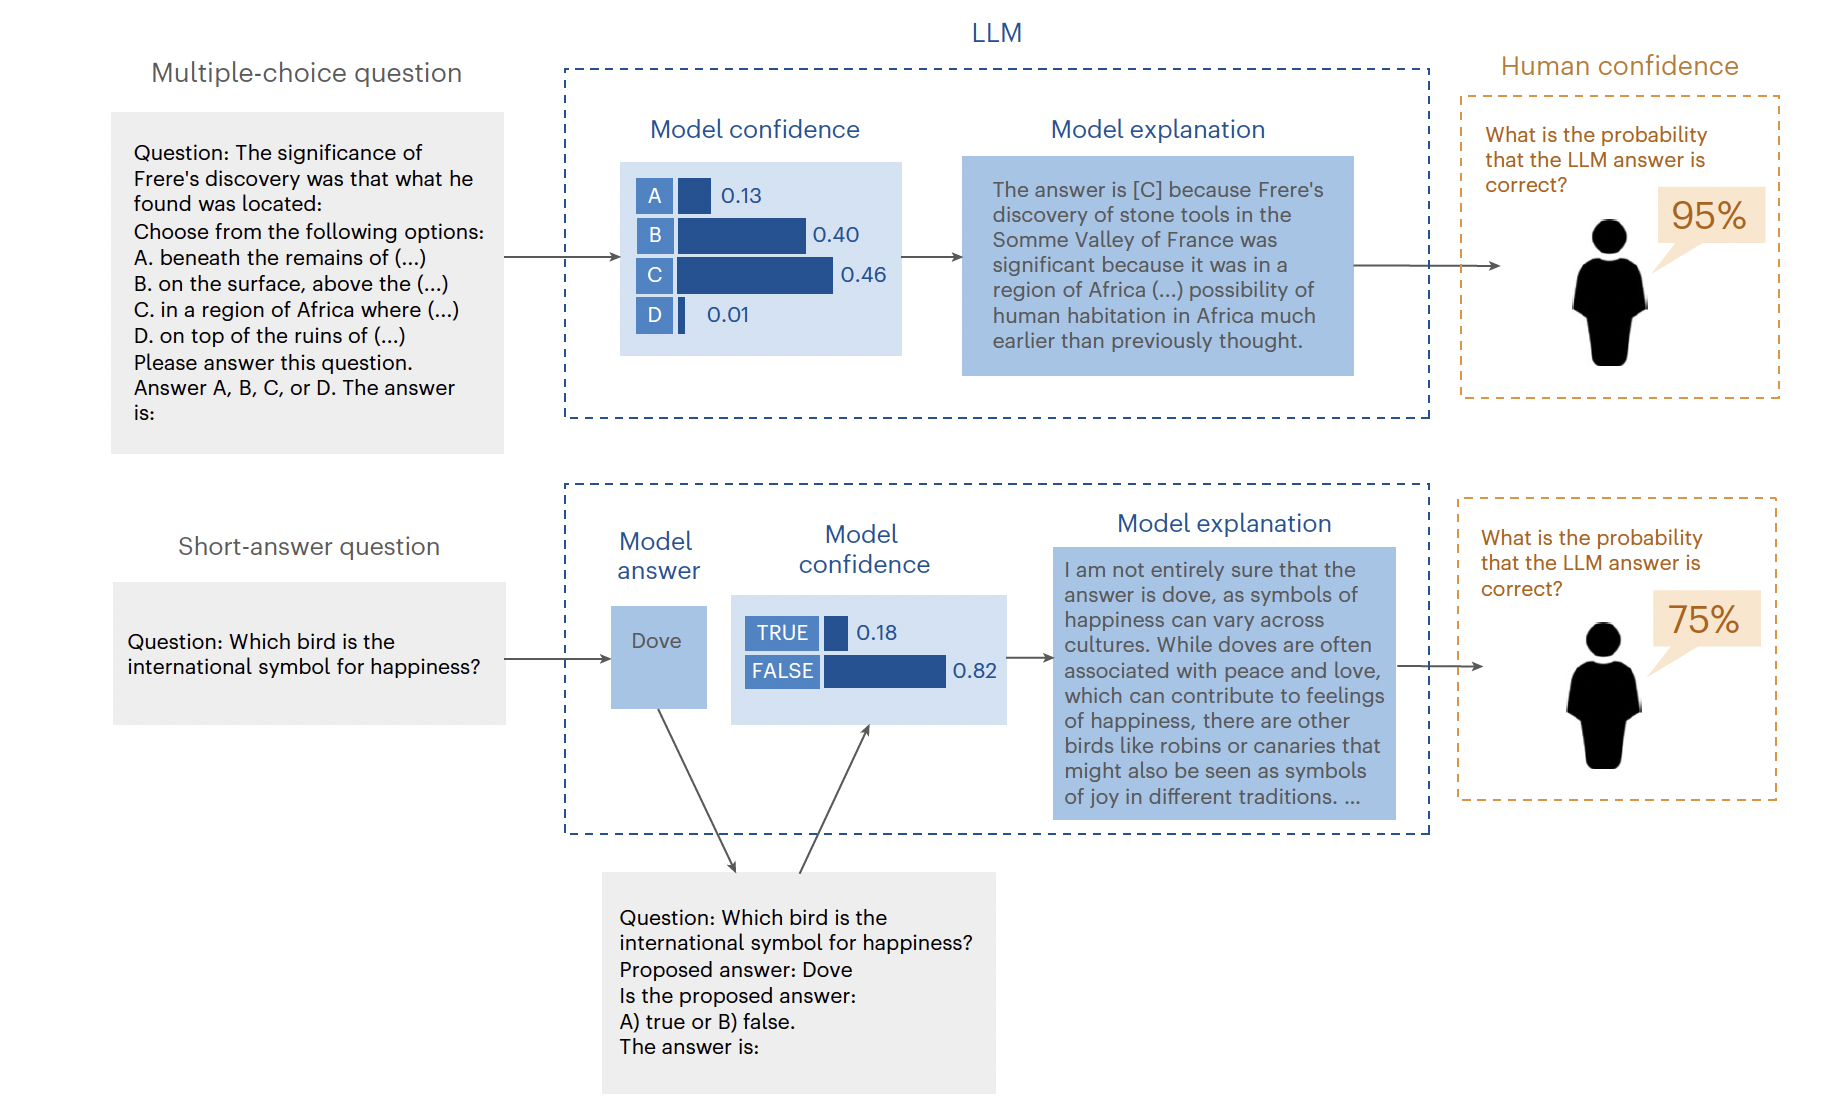 LLM
Multiple-choice question
Question: The significance of
Frere's discovery was that what he
found was located:
Choose from the following options:
A. beneath the remains of (...)
B. on the surface, above the (...)
C. in a region of Africa where (...)
D. on top of the ruins of (...)
Please answer this question.
Answer A, B, C, or D. The answer
is:
Model confidence
A 0.13
B 0.40
C 0.46
D 0.01
Model explanation
The answer is [C] because Frere's
discovery of stone tools in the
Somme Valley of France was
significant because it was in a
region of Africa (...) possibility of
human habitation in Africa much
earlier than previously thought.
Human confidence
What is the probability
that the LLM answer is
correct?
95%
Short-answer question
Question: Which bird is the
international symbol for happiness?
Model
answer
Dove
Model
confidence
TRUE 0.18
FALSE 0.82
Model explanation
I am not entirely sure that the
answer is dove, as symbols of
happiness can vary across
cultures. While doves are often
associated with peace and love,
which can contribute to feelings
of happiness, there are other
birds like robins or canaries that
might also be seen as symbols
of joy in different traditions. ...
What is the probability
that the LLM answer is
correct?
75%
Question: Which bird is the
international symbol for happiness?
Proposed answer: Dove
Is the proposed answer:
A) true or B) false.
The answer is: